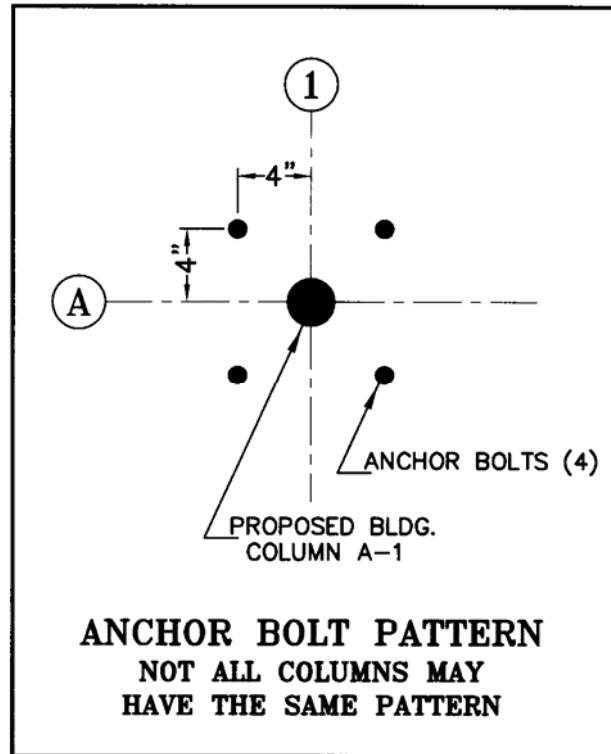 1
4"
4"
A
ANCHOR BOLTS (4)
PROPOSED BLDG.
COLUMN A-1
ANCHOR BOLT PATTERN
NOT ALL COLUMNS MAY
HAVE THE SAME PATTERN